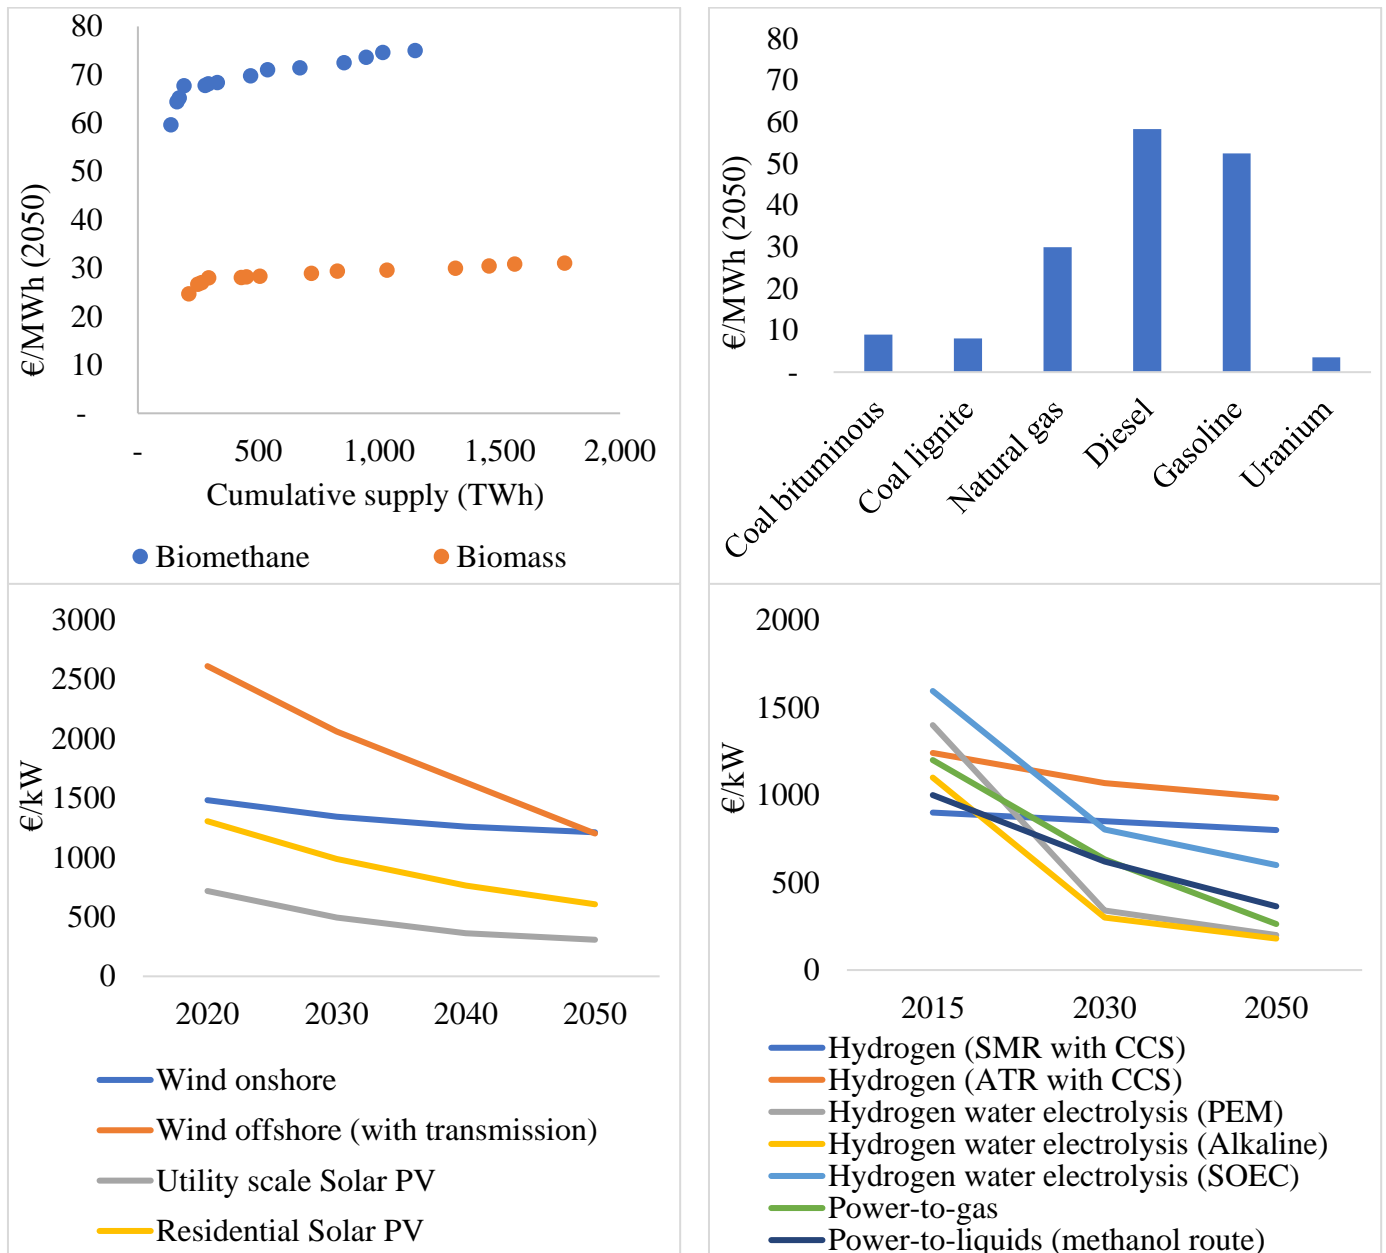 80
70
60
50
40
30
20
10
-
€/MWh (2050)
- 500 1,000 1,500 2,000
Cumulative supply (TWh)
Biomethane Biomass
80
70
60
50
40
30
20
10
-
€/MWh (2050)
Coal bituminous
Coal lignite
Natural gas
Diesel
Gasoline
Uranium
3000
2500
2000
1500
1000
500
0
€/kW
2020 2030 2040 2050
Wind onshore
Wind offshore (with transmission)
Utility scale Solar PV
Residential Solar PV
2000
1500
1000
500
0
€/kW
2015 2030 2050
Hydrogen (SMR with CCS)
Hydrogen (ATR with CCS)
Hydrogen water electrolysis (PEM)
Hydrogen water electrolysis (Alkaline)
Hydrogen water electrolysis (SOEC)
Power-to-gas
Power-to-liquids (methanol route)